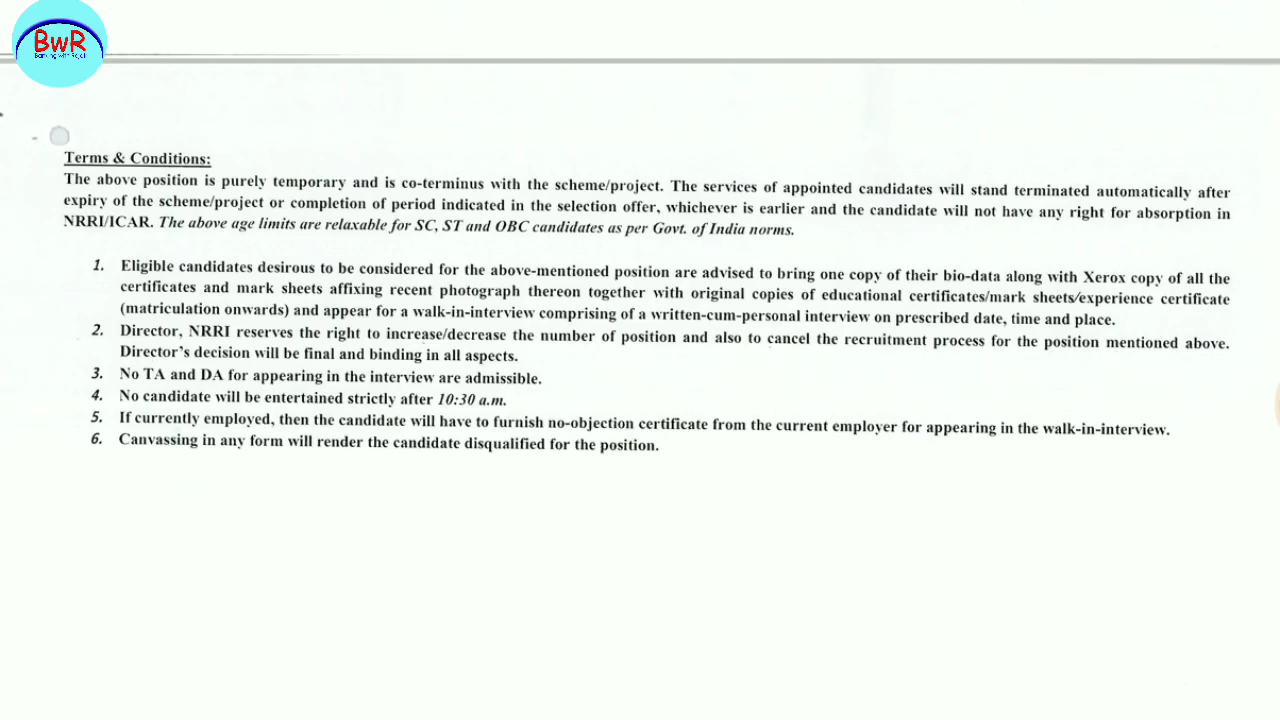 BwR
Terms & Conditions:
The above position is purely temporary and is co-terminus with the scheme/project. The services of appointed candidates will stand terminated automatically after
expiry of the scheme/project or completion of period indicated in the selection offer, whichever is earlier and the candidate will not have any right for absorption in
NRRI/ICAR. The above age limits are relaxable for SC, ST and OBC candidates as per Govt. of India norms.
1. Eligible candidates desirous to be considered for the above-mentioned position are advised to bring one copy of their bio-data along with Xerox copy of all the
certificates and mark sheets affixing recent photograph thereon together with original copies of educational certificates/mark sheets/experience certificate
(matriculation onwards) and appear for a walk-in-interview comprising of a written-cum-personal interview on prescribed date, time and place.
2. Director, NRRI reserves the right to increase/decrease the number of position and also to cancel the recruitment process for the position mentioned above.
Director's decision will be final and binding in all aspects.
3. No TA and DA for appearing in the interview are admissible.
4. No candidate will be entertained strictly after 10:30 a.m.
5. If currently employed, then the candidate will have to furnish no-objection certificate from the current employer for appearing in the walk-in-interview.
6. Canvassing in any form will render the candidate disqualified for the position.